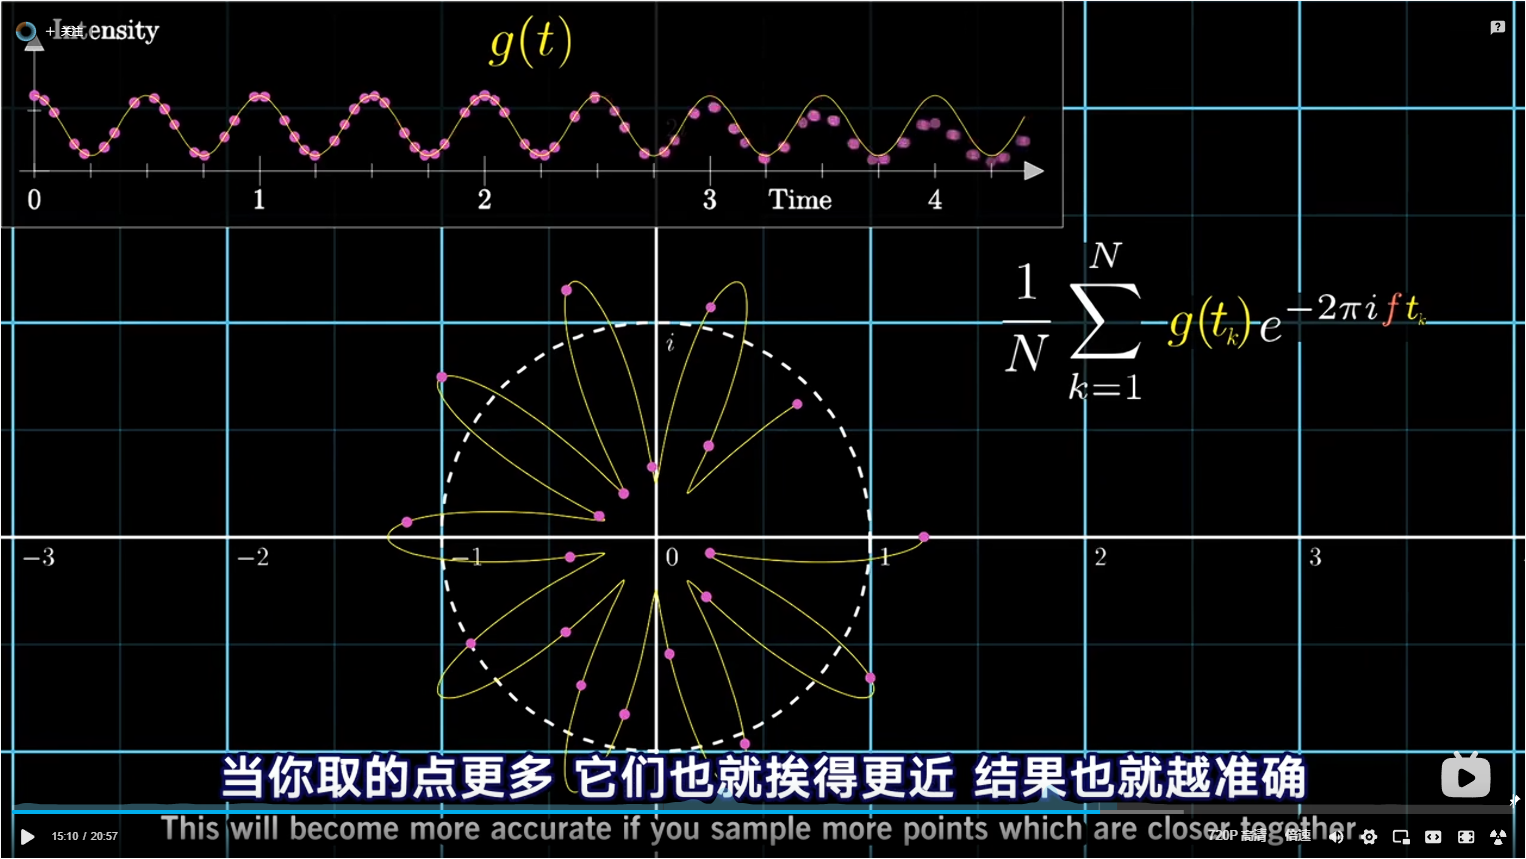 + 关注
Intensity
g(t)
0 1 2 3 Time 4
\frac{1}{N} \sum_{k=1}^{N} g(t_k) e^{-2πi f t_k}
i
−3 −2 −1 0 1 2 3
当你取的点更多 它们也就挨得更近 结果也就越准确
This will become more accurate if you sample more points which are closer together.
15:10 / 20:57
720P 高清 倍速